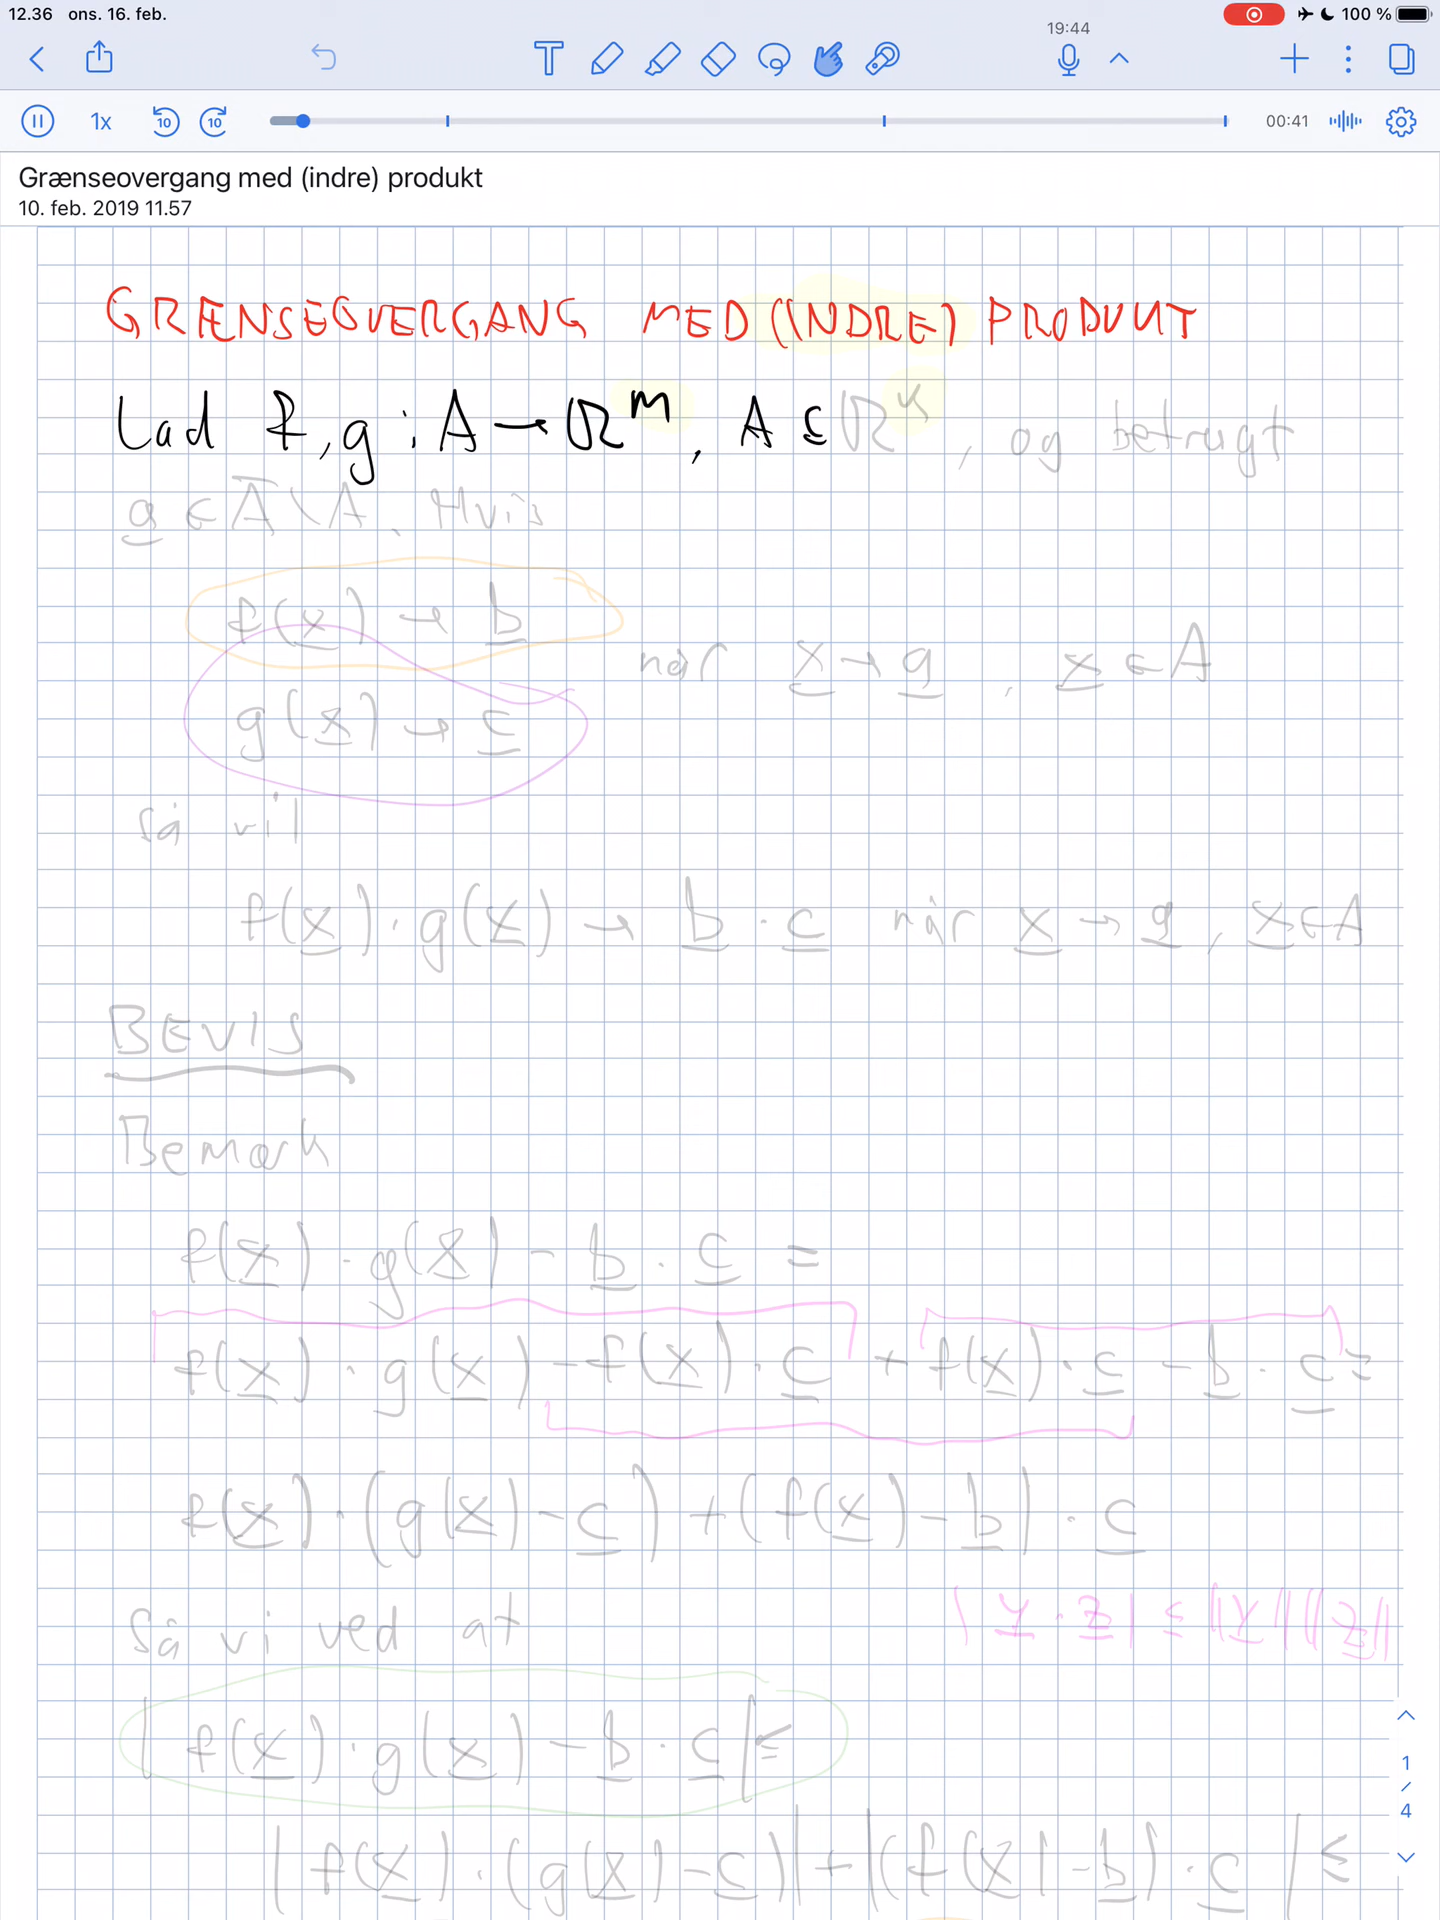 12.36 ons. 16. feb.
100 %
19:44
1x
10
10
00:41
Grænseovergang med (indre) produkt
10. feb. 2019 11.57
GRÆNSEOVERGANG MED (INDRE) PRODUKT
Lad f, g : A → ℝᵐ, A ⊆ ℝᵏ, og betragt
a ∈ Ā \ A. Hvis
f(x) → b
når x → a, x ∈ A
g(x) → c
så vil
f(x) · g(x) → b · c når x → a, x ∈ A
BEVIS
Bemærk
f(x) · g(x) - b · c =
f(x) · g(x) - f(x) · c + f(x) · c - b · c =
f(x) · (g(x) - c) + (f(x) - b) · c
Så vi ved at
|y · z| ≤ ||y|| ||z||
|f(x) · g(x) - b · c| ≤
|f(x) · (g(x) - c)| + |(f(x) - b) · c| ≤
1
/
4